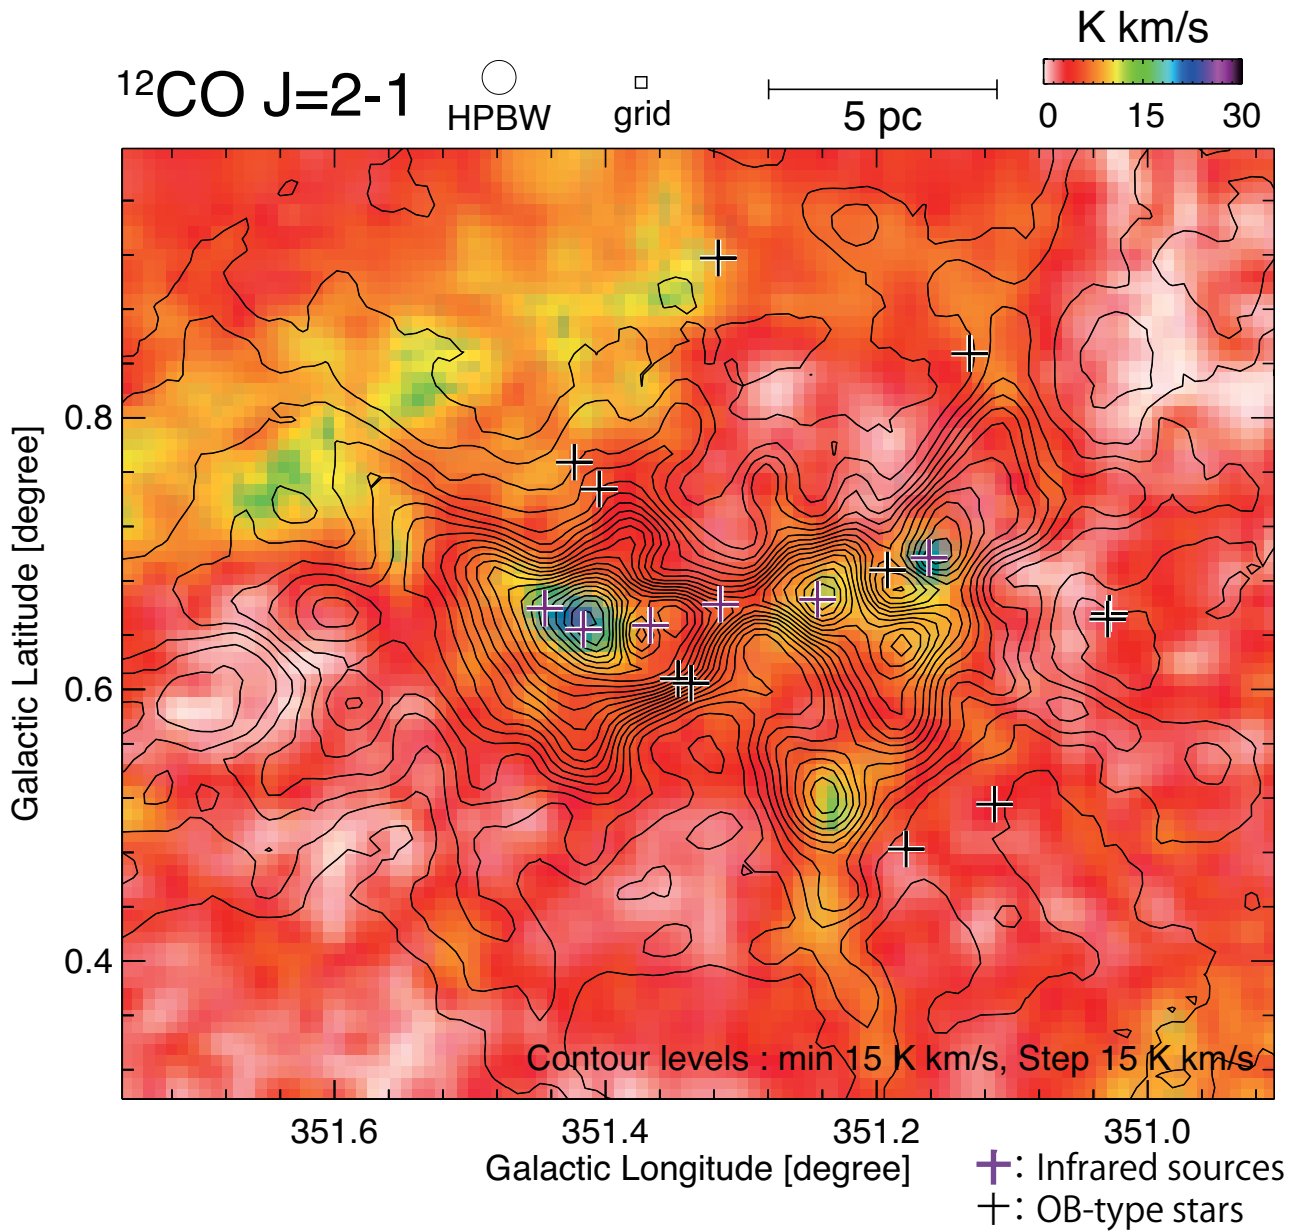 K km/s
¹²CO J=2-1
HPBW
grid
5 pc
0 15 30
0.8
0.6
0.4
Galactic Latitude [degree]
Contour levels : min 15 K km/s, Step 15 K km/s
351.6 351.4 351.2 351.0
Galactic Longitude [degree]
: Infrared sources
: OB-type stars